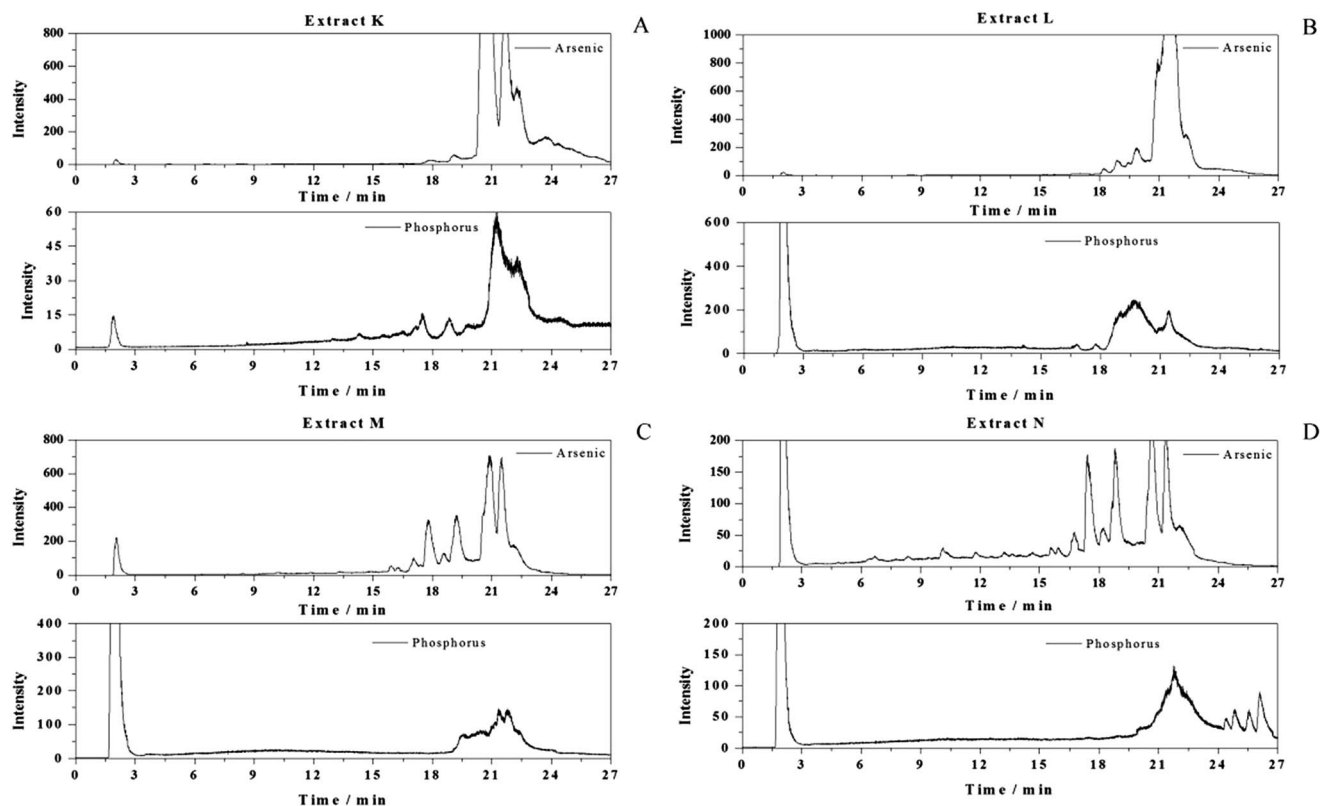 Extract K
A
Arsenic
Intensity
800
600
400
200
0
0 3 6 9 12 15 18 21 24 27
Time / min
Phosphorus
Intensity
60
45
30
15
0
0 3 6 9 12 15 18 21 24 27
Time / min
Extract L
B
Arsenic
Intensity
1000
800
600
400
200
0
0 3 6 9 12 15 18 21 24 27
Time / min
Phosphorus
Intensity
600
400
200
0
0 3 6 9 12 15 18 21 24 27
Time / min
Extract M
C
Arsenic
Intensity
800
600
400
200
0
0 3 6 9 12 15 18 21 24 27
Time / min
Phosphorus
Intensity
400
300
200
100
0
0 3 6 9 12 15 18 21 24 27
Time / min
Extract N
D
Arsenic
Intensity
200
150
100
50
0
0 3 6 9 12 15 18 21 24 27
Time / min
Phosphorus
Intensity
200
150
100
50
0
0 3 6 9 12 15 18 21 24 27
Time / min